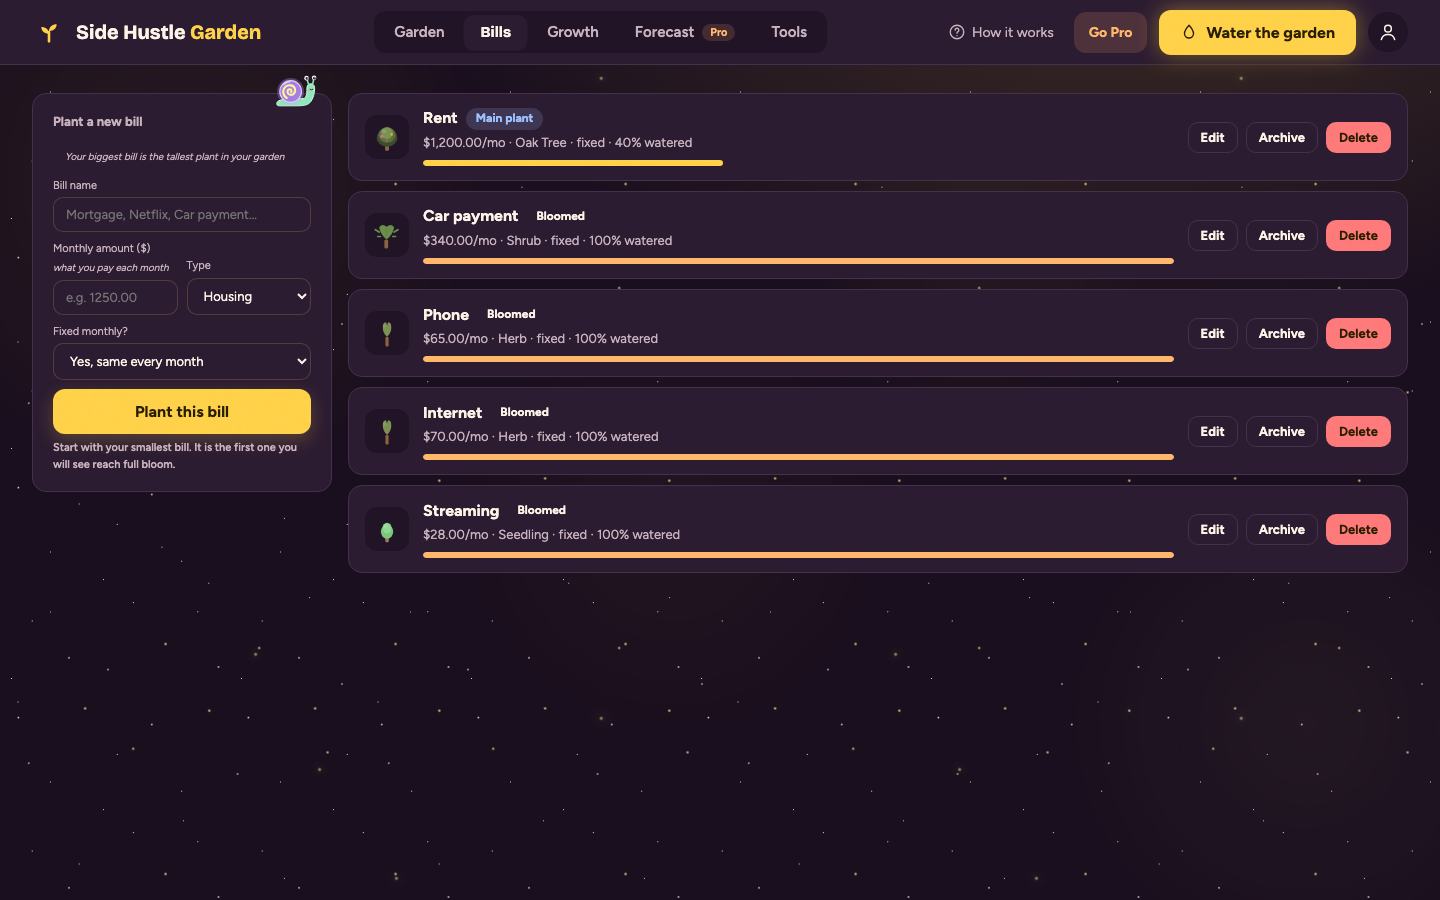 Side Hustle Garden
Garden
Bills
Growth
Forecast Pro
Tools
How it works
Go Pro
Water the garden
Plant a new bill
Your biggest bill is the tallest plant in your garden
Bill name
Mortgage, Netflix, Car payment...
Monthly amount ($)
what you pay each month
Type
e.g. 1250.00
Housing
Fixed monthly?
Yes, same every month
Plant this bill
Start with your smallest bill. It is the first one you
will see reach full bloom.
Rent Main plant
$1,200.00/mo · Oak Tree · fixed · 40% watered
Edit Archive Delete
Car payment Bloomed
$340.00/mo · Shrub · fixed · 100% watered
Edit Archive Delete
Phone Bloomed
$65.00/mo · Herb · fixed · 100% watered
Edit Archive Delete
Internet Bloomed
$70.00/mo · Herb · fixed · 100% watered
Edit Archive Delete
Streaming Bloomed
$28.00/mo · Seedling · fixed · 100% watered
Edit Archive Delete